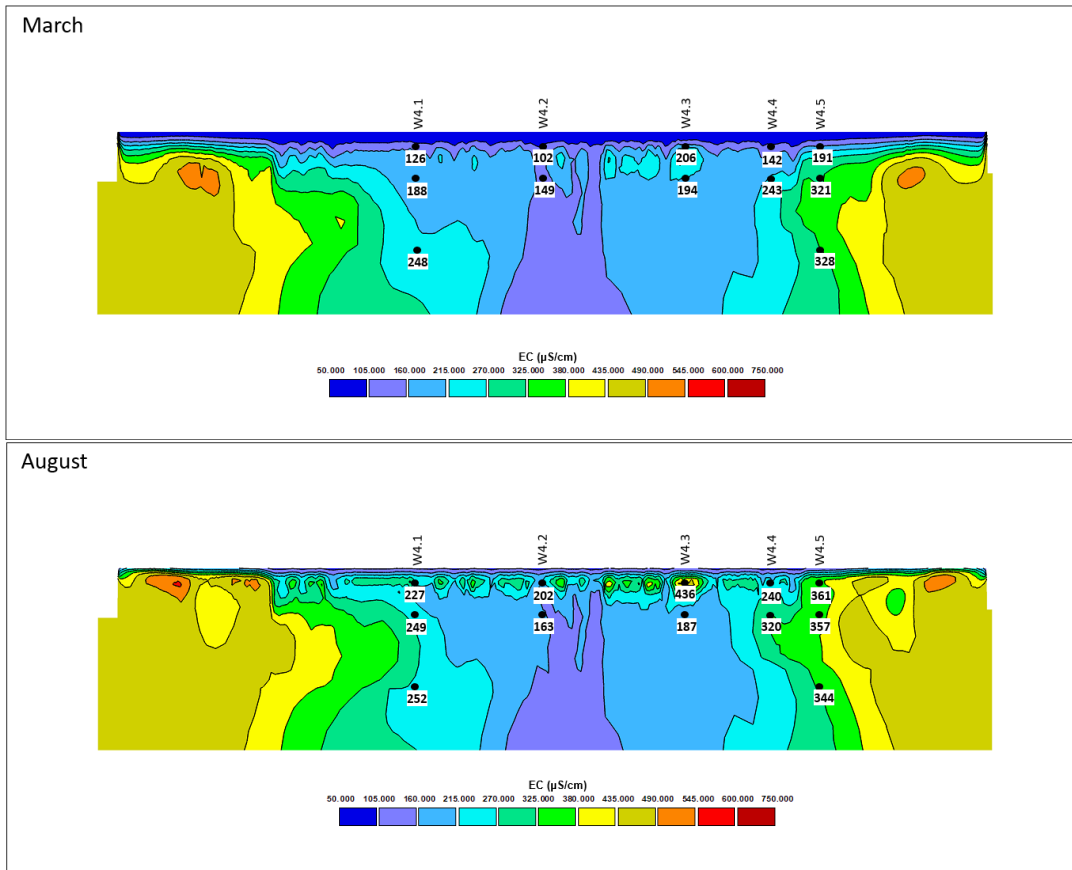 March
W4.1 W4.2 W4.3 W4.4 W4.5
126 102 206 142 191
188 149 194 243 321
248 328
EC (µS/cm)
50.000 105.000 160.000 215.000 270.000 325.000 380.000 435.000 490.000 545.000 600.000 750.000
August
W4.1 W4.2 W4.3 W4.4 W4.5
227 202 436 240 361
249 163 187 320 357
252 344
EC (µS/cm)
50.000 105.000 160.000 215.000 270.000 325.000 380.000 435.000 490.000 545.000 600.000 750.000